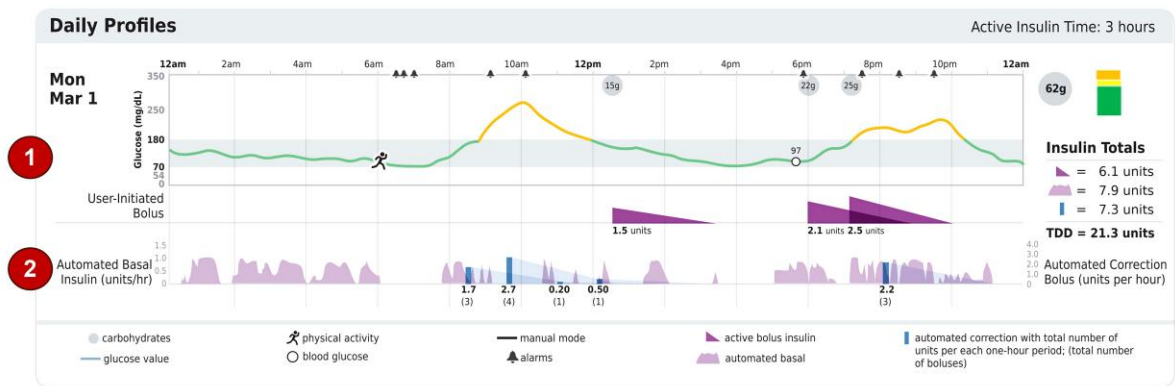 Daily Profiles
Active Insulin Time: 3 hours
12am 2am 4am 6am 8am 10am 12pm 2pm 4pm 6pm 8pm 10pm 12am
Mon
Mar 1
Glucose (mg/dL)
350
250
180
70
54
0
15g
22g
25g
97
62g
1
User-Initiated
Bolus
1.5 units
2.1 units
2.5 units
Insulin Totals
= 6.1 units
= 7.9 units
= 7.3 units
TDD = 21.3 units
2
Automated Basal
Insulin (units/hr)
1.5
1.0
0.5
0
1.7
(3)
2.7
(4)
0.20
(1)
0.50
(1)
2.2
(3)
4.0
3.0
2.0
1.0
0
Automated Correction
Bolus (units per hour)
carbohydrates
glucose value
physical activity
blood glucose
manual mode
alarms
active bolus insulin
automated basal
automated correction with total number of
units per each one-hour period; (total number
of boluses)